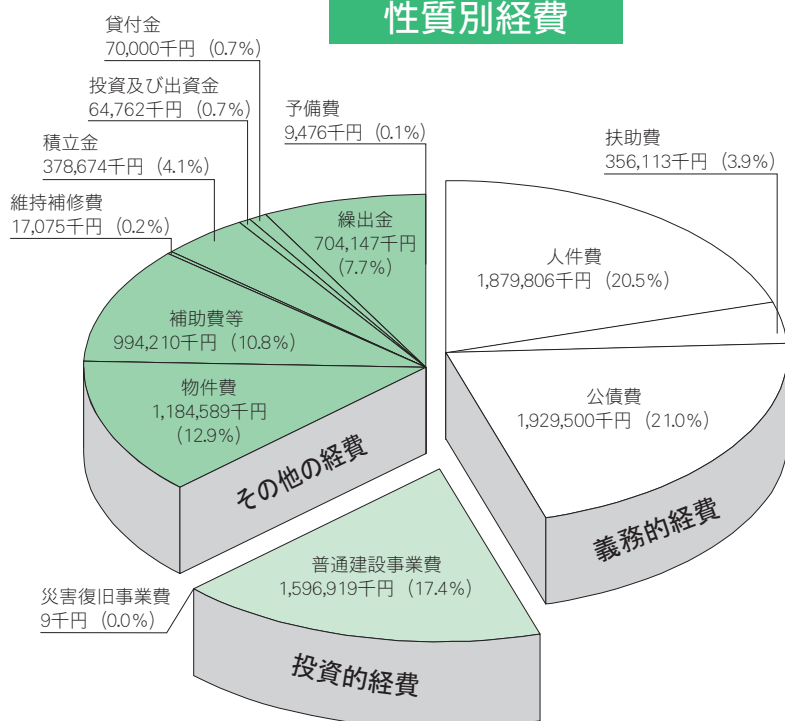 性質別経費
貸付金
70,000千円 (0.7%)
投資及び出資金
64,762千円 (0.7%)
積立金
378,674千円 (4.1%)
維持補修費
17,075千円 (0.2%)
予備費
9,476千円 (0.1%)
扶助費
356,113千円 (3.9%)
繰出金
704,147千円
(7.7%)
人件費
1,879,806千円 (20.5%)
補助費等
994,210千円 (10.8%)
物件費
1,184,589千円
(12.9%)
公債費
1,929,500千円 (21.0%)
その他の経費
義務的経費
普通建設事業費
1,596,919千円 (17.4%)
災害復旧事業費
9千円 (0.0%)
投資的経費